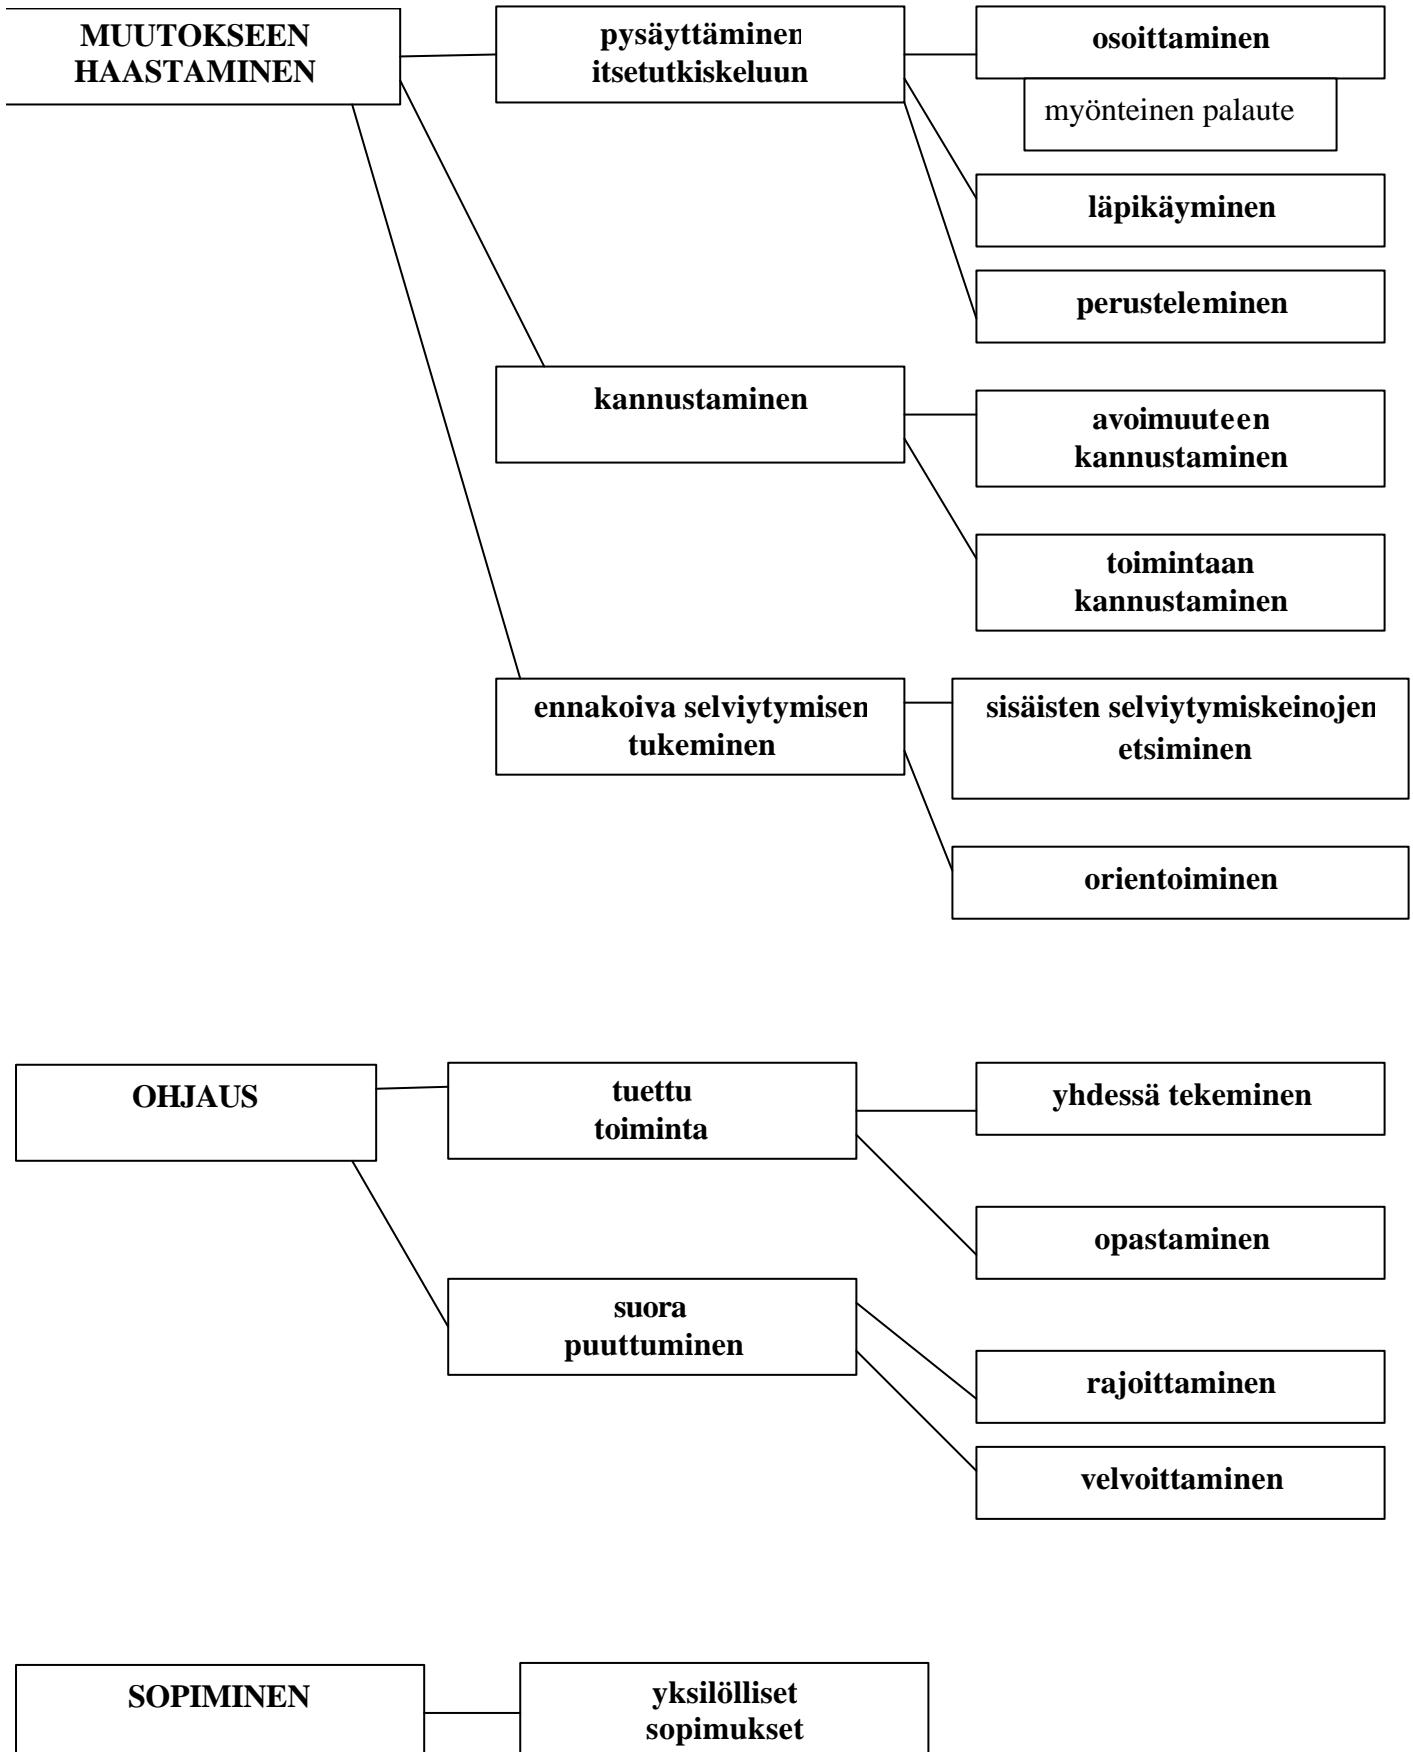 MUUTOKSEEN
HAASTAMINEN
pysäyttäminen
itsetutkiskeluun
osoittaminen
myönteinen palaute
läpikäyminen
perusteleminen
kannustaminen
avoimuuteen
kannustaminen
toimintaan
kannustaminen
ennakoiva selviytymisen
tukeminen
sisäisten selviytymiskeinojen
etsiminen
orientoiminen
OHJAUS
tuettu
toiminta
yhdessä tekeminen
opastaminen
suora
puuttuminen
rajoittaminen
velvoittaminen
SOPIMINEN
yksilölliset
sopimukset